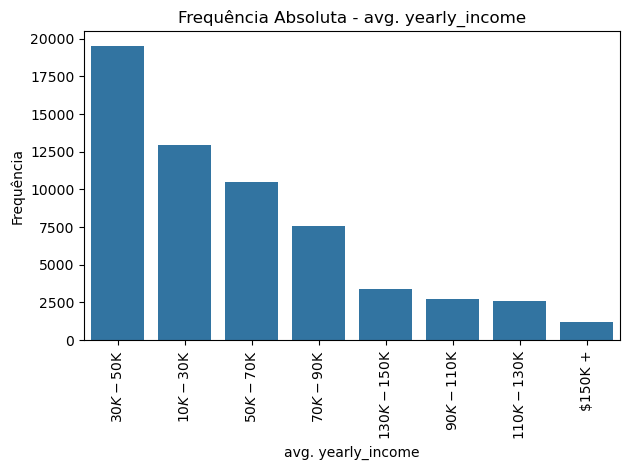 Frequência Absoluta - avg. yearly_income
Frequência
20000
17500
15000
12500
10000
7500
5000
2500
0
30K − 50K
10K − 30K
50K − 70K
70K − 90K
130K − 150K
90K − 110K
110K − 130K
$150K +
avg. yearly_income